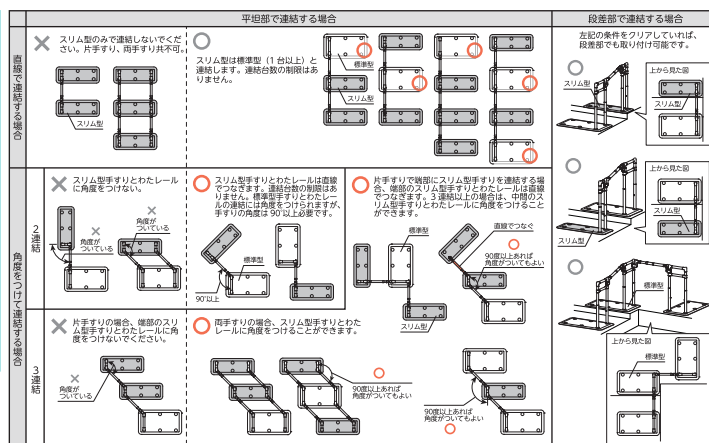 平坦部で連結する場合
段差部で連結する場合
直線で連結する場合
スリム型のみで連結しないでくだ
さい。片手すり、両手すり共不可。
スリム型
スリム型は標準型(1台以上)と
連結します。連結台数の制限はあ
りません。
標準型
スリム型
左記の条件をクリアしていれば、
段差部でも取り付け可能です。
上から見た図
スリム型
スリム型
角度をつけて連結する場合
2連結
スリム型手すりとわたレール
に角度をつけない。
角度が
ついている
角度が
ついている
スリム型手すりとわたレールは直線
でつなぎます。連結台数の制限はあ
りません。標準型手すりとわたレー
ルの連結には角度をつけられますが、
手すりの角度は90°以上必要です。
標準型
90°以上
片手すりで端部にスリム型手すりを連結する場
合、端部のスリム型手すりとわたレールは直線
でつなぎます。3連結以上の場合は、中間のス
リム型手すりとわたレールに角度をつけること
ができます。
標準型
直線でつなぐ
90度以上あれば
角度がついてもよい
スリム型
上から見た図
標準型
スリム型
スリム型
3連結
片手すりの場合、端部のスリ
ム型手すりとわたレールに角
度をつけないでください。
角度が
ついている
両手すりの場合、スリム型手すりとわた
レールに角度をつけることができます。
90度以上あれば
角度がついてもよい
90度以上あれば
角度がついてもよい
標準型
上から見た図
標準型